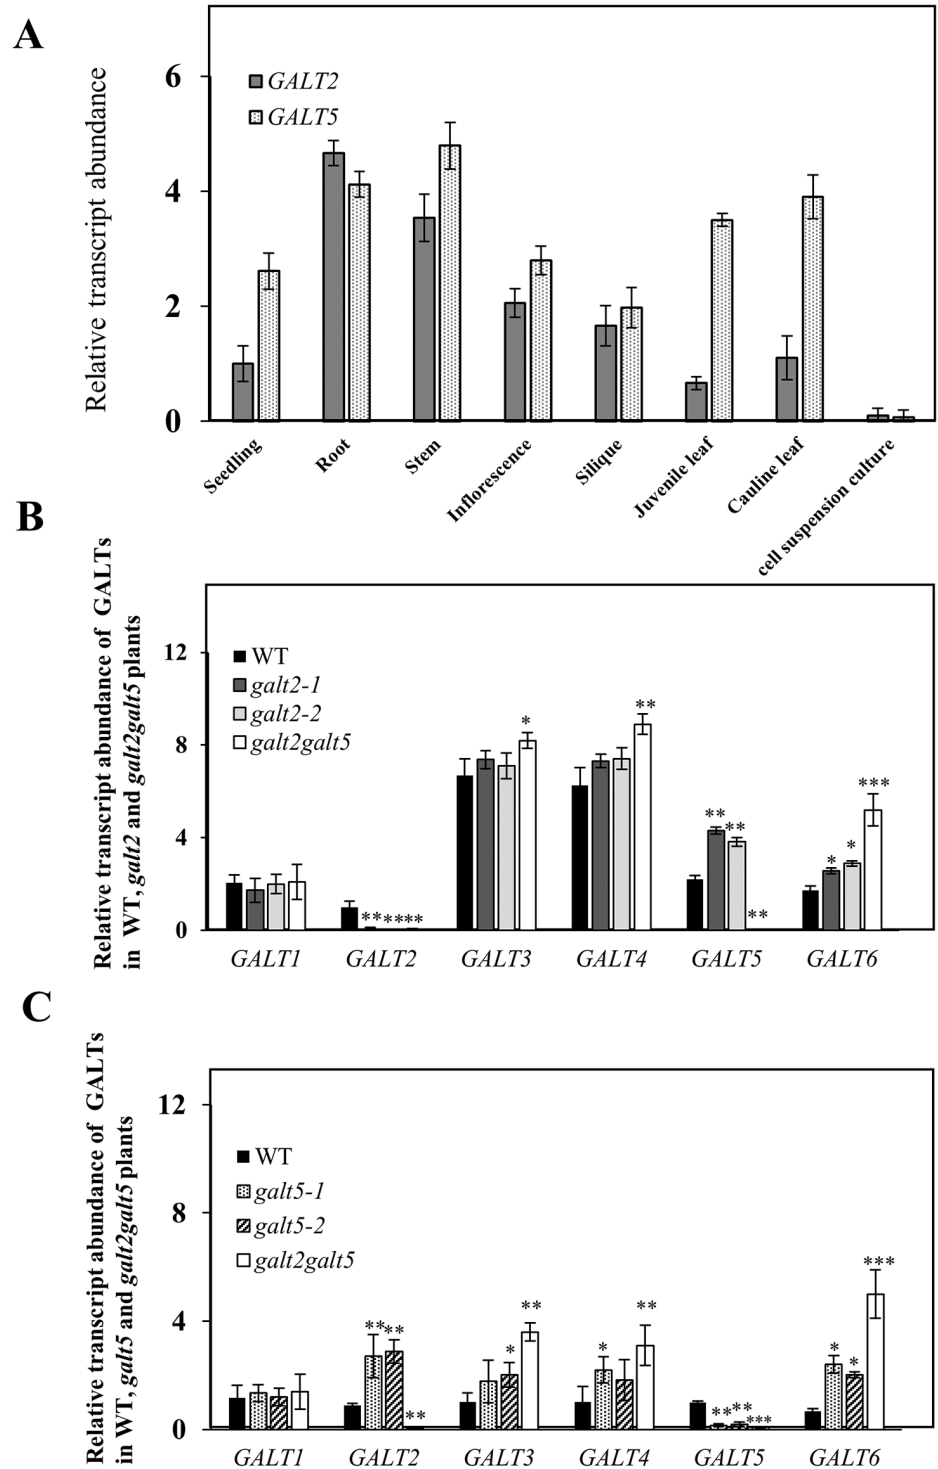 A
Relative transcript abundance
6
4
2
0
GALT2
GALT5
Seedling
Root
Stem
Inflorescence
Silique
Juvenile leaf
Cauline leaf
cell suspension culture
B
Relative transcript abundance of GALTs
in WT, galt2 and galt2galt5 plants
12
8
4
0
WT
galt2-1
galt2-2
galt2galt5
** **** * ** ** ** ** * * ***
GALT1 GALT2 GALT3 GALT4 GALT5 GALT6
C
Relative transcript abundance of GALTs
in WT, galt5 and galt2galt5 plants
12
8
4
0
WT
galt5-1
galt5-2
galt2galt5
** ** ** * ** * ** ** ** *** * * ***
GALT1 GALT2 GALT3 GALT4 GALT5 GALT6